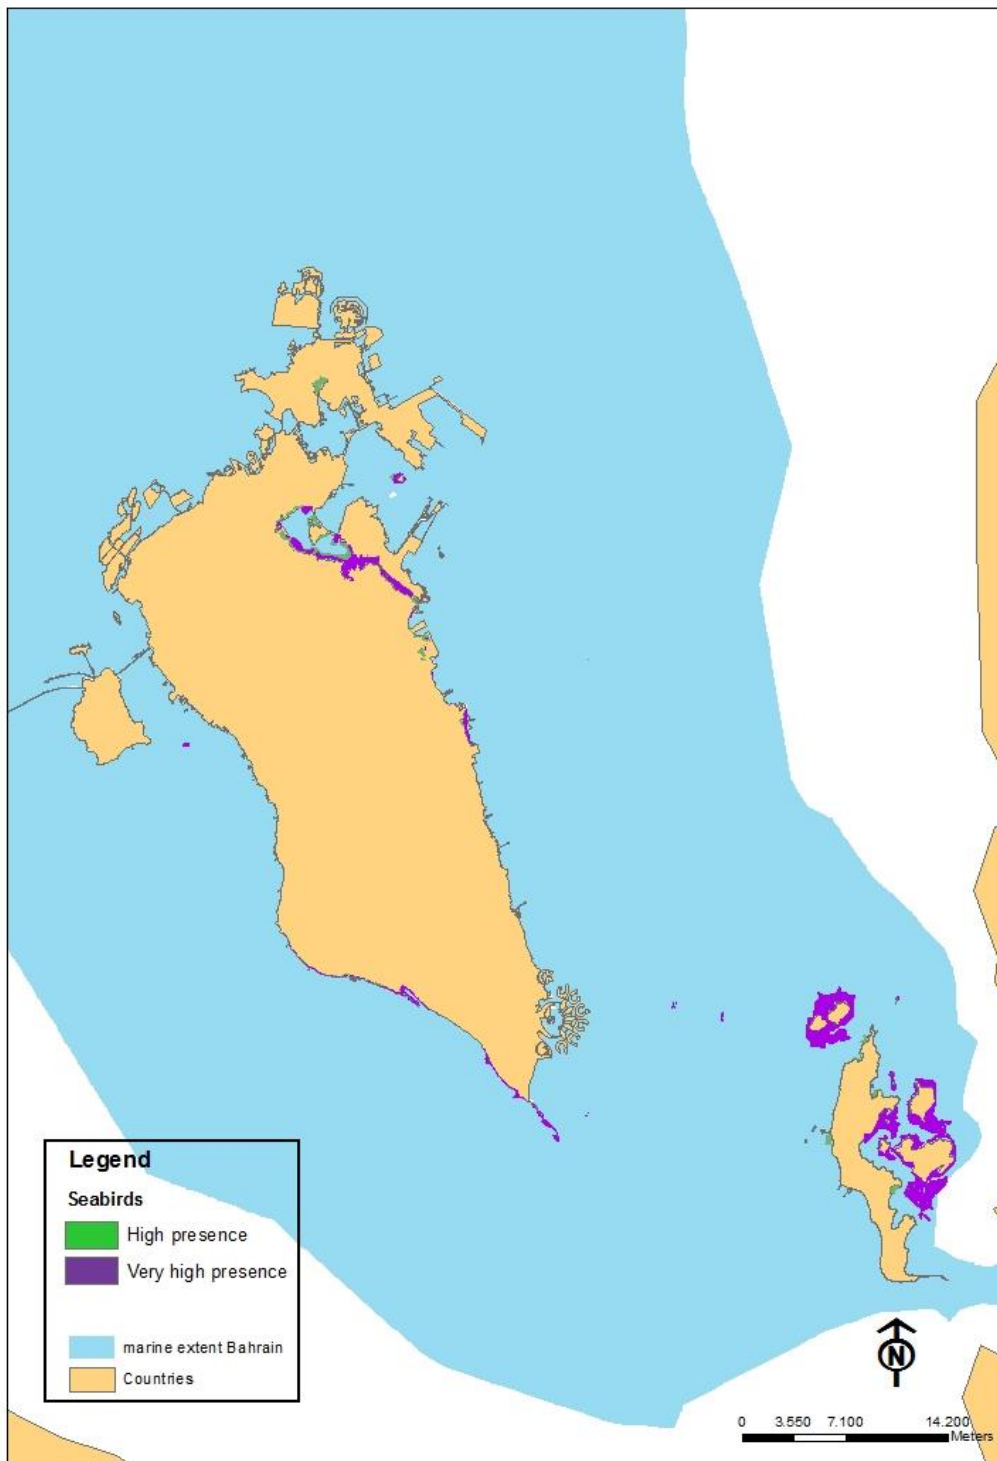 Legend
Seabirds
High presence
Very high presence
marine extent Bahrain
Countries
N
0 3.550 7.100 14.200
Meters